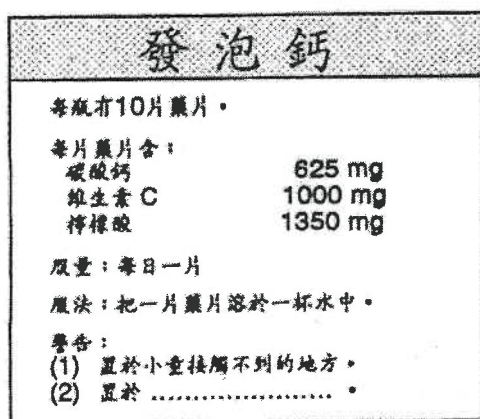 發泡鈣
每瓶有10片藥片。
每片藥片含：
碳酸鈣 625 mg
維生素 C 1000 mg
檸檬酸 1350 mg
服量：每日一片
服法：把一片藥片溶於一杯水中。
警告：
(1) 置於小童接觸不到的地方。
(2) 置於 ........................ 。